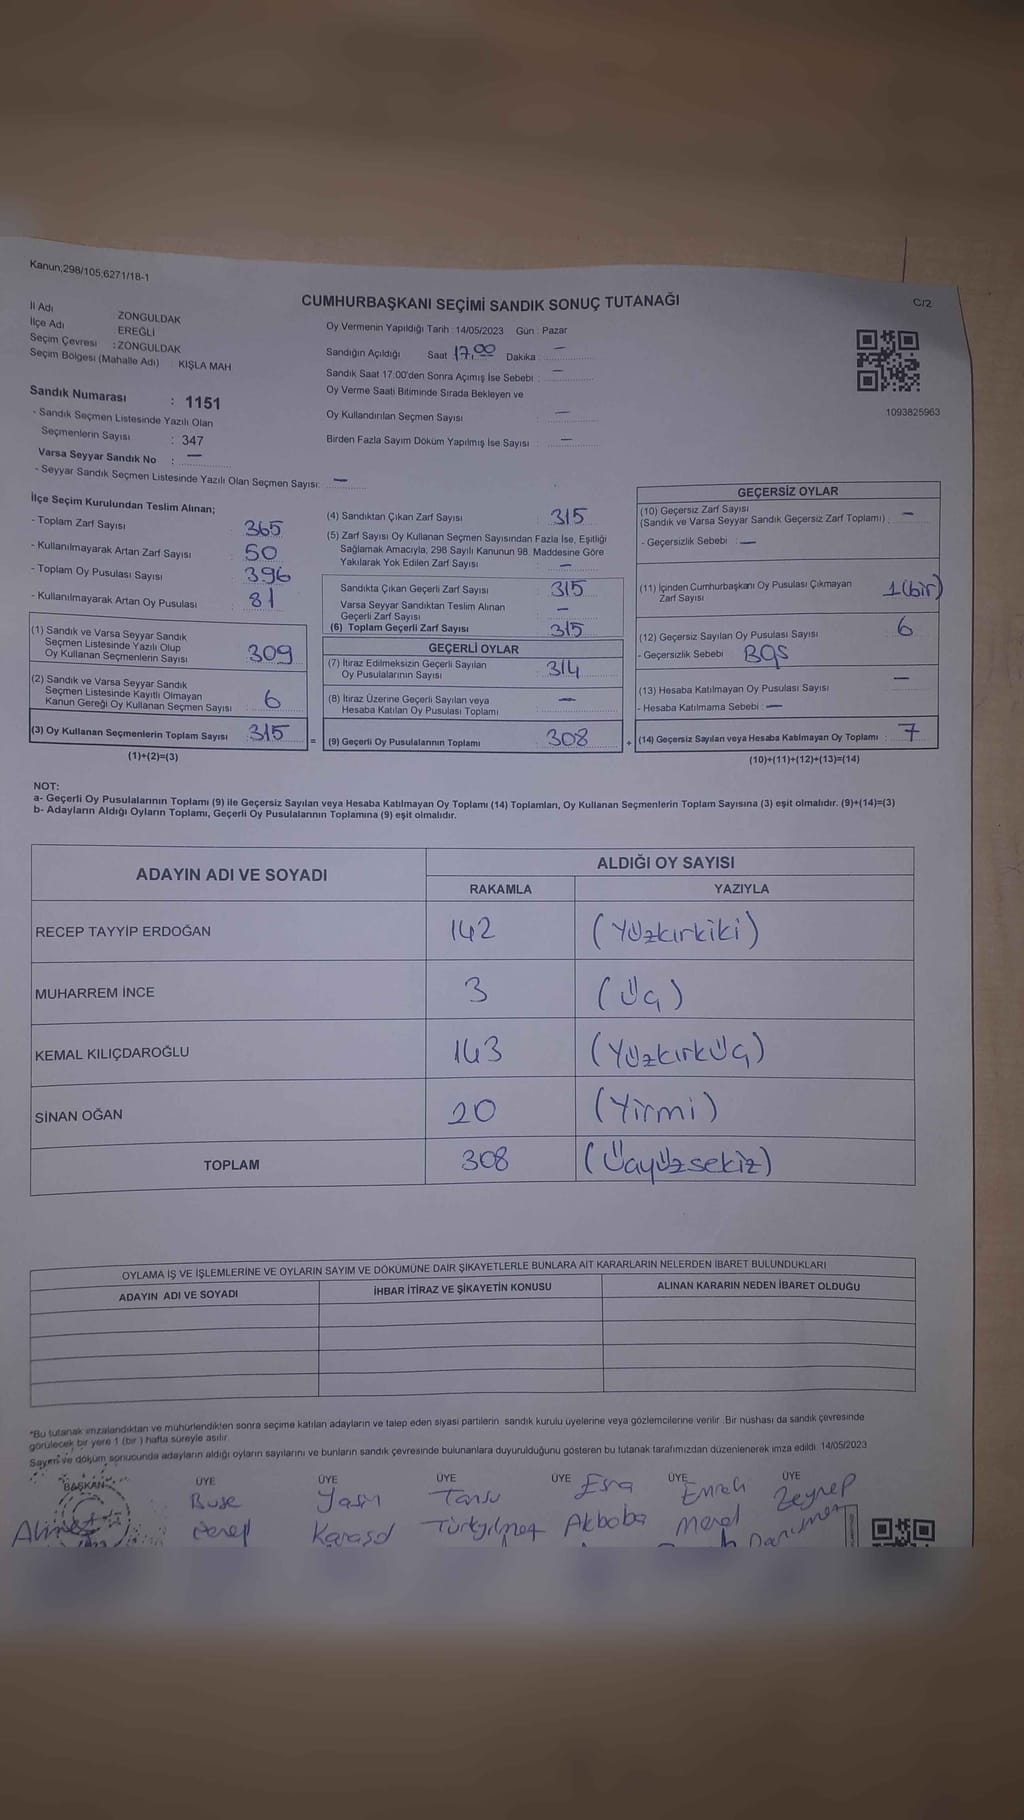 Kanun;298/105;6271/18-1
CUMHURBAŞKANI SEÇİMİ SANDIK SONUÇ TUTANAĞI
C/2
İl Adı ZONGULDAK
İlçe Adı : EREĞLİ
Seçim Çevresi : ZONGULDAK
Seçim Bölgesi (Mahalle Adı) : KIŞLA MAH
Sandık Numarası : 1151
- Sandık Seçmen Listesinde Yazılı Olan
Seçmenlerin Sayısı : 347
Varsa Seyyar Sandık No : —
- Seyyar Sandık Seçmen Listesinde Yazılı Olan Seçmen Sayısı: —
Oy Vermenin Yapıldığı Tarih : 14/05/2023 Gün : Pazar
Sandığın Açıldığı Saat 17.00 Dakika : —
Sandık Saat 17:00'den Sonra Açımış İse Sebebi : —
Oy Verme Saati Bitiminde Sırada Bekleyen ve
Oy Kullandırılan Seçmen Sayısı —
Birden Fazla Sayım Döküm Yapılmış İse Sayısı : —
1093825963
İlçe Seçim Kurulundan Teslim Alınan;
- Toplam Zarf Sayısı : 365
- Kullanılmayarak Artan Zarf Sayısı : 50
- Toplam Oy Pusulası Sayısı : 396
- Kullanılmayarak Artan Oy Pusulası : 81
(1) Sandık ve Varsa Seyyar Sandık
Seçmen Listesinde Yazılı Olup
Oy Kullanan Seçmenlerin Sayısı : 309
(2) Sandık ve Varsa Seyyar Sandık
Seçmen Listesinde Kayıtlı Olmayan
Kanun Gereği Oy Kullanan Seçmen Sayısı : 6
(3) Oy Kullanan Seçmenlerin Toplam Sayısı : 315
(1)+(2)=(3)
(4) Sandıktan Çıkan Zarf Sayısı : 315
(5) Zarf Sayısı Oy Kullanan Seçmen Sayısından Fazla İse, Eşitliği
Sağlamak Amacıyla, 298 Sayılı Kanunun 98. Maddesine Göre
Yakılarak Yok Edilen Zarf Sayısı : —
Sandıkta Çıkan Geçerli Zarf Sayısı : 315
Varsa Seyyar Sandıktan Teslim Alınan
Geçerli Zarf Sayısı : —
(6) Toplam Geçerli Zarf Sayısı : 315
GEÇERLİ OYLAR
(7) İtiraz Edilmeksizin Geçerli Sayılan
Oy Pusulalarının Sayısı : 314
(8) İtiraz Üzerine Geçerli Sayılan veya
Hesaba Katılan Oy Pusulası Toplamı : —
= (9) Geçerli Oy Pusulalarının Toplamı : 308
GEÇERSİZ OYLAR
(10) Geçersiz Zarf Sayısı
(Sandık ve Varsa Seyyar Sandık Geçersiz Zarf Toplamı) : —
- Geçersizlik Sebebi : —
(11) İçinden Cumhurbaşkanı Oy Pusulası Çıkmayan
Zarf Sayısı : 1(bir)
(12) Geçersiz Sayılan Oy Pusulası Sayısı : 6
- Geçersizlik Sebebi : BOŞ
(13) Hesaba Katılmayan Oy Pusulası Sayısı : —
- Hesaba Katılmama Sebebi : —
+ (14) Geçersiz Sayılan veya Hesaba Katılmayan Oy Toplamı : 7
(10)+(11)+(12)+(13)=(14)
NOT:
a- Geçerli Oy Pusulalarının Toplamı (9) ile Geçersiz Sayılan veya Hesaba Katılmayan Oy Toplamı (14) Toplamları, Oy Kullanan Seçmenlerin Toplam Sayısına (3) eşit olmalıdır. (9)+(14)=(3)
b- Adayların Aldığı Oyların Toplamı, Geçerli Oy Pusulalarının Toplamına (9) eşit olmalıdır.
ADAYIN ADI VE SOYADI
ALDIĞI OY SAYISI
RAKAMLA YAZIYLA
RECEP TAYYİP ERDOĞAN 142 (Yüzkırkiki)
MUHARREM İNCE 3 (Üç)
KEMAL KILIÇDAROĞLU 143 (Yüzkırküç)
SİNAN OĞAN 20 (Yirmi)
TOPLAM 308 (Üçyüzsekiz)
OYLAMA İŞ VE İŞLEMLERİNE VE OYLARIN SAYIM VE DÖKÜMÜNE DAİR ŞİKAYETLERLE BUNLARA AİT KARARLARIN NELERDEN İBARET BULUNDUKLARI
ADAYIN ADI VE SOYADI İHBAR İTİRAZ VE ŞİKAYETİN KONUSU ALINAN KARARIN NEDEN İBARET OLDUĞU
*Bu tutanak imzalandıktan ve mühürlendikten sonra seçime katılan adayların ve talep eden siyasi partilerin sandık kurulu üyelerine veya gözlemcilerine verilir. Bir nüshası da sandık çevresinde
görülecek bir yere 1 (bir) hafta süreyle asılır.
Sayım ve döküm sonucunda adayların aldığı oyların sayılarını ve bunların sandık çevresinde bulunanlara duyurulduğunu gösteren bu tutanak tarafımızdan düzenlenerek imza edildi. 14/05/2023
BAŞKAN ÜYE ÜYE ÜYE ÜYE ÜYE ÜYE
Ahmet Buse Yasin Tansu Esra Emrah Zeynep
Akbaba Danışman